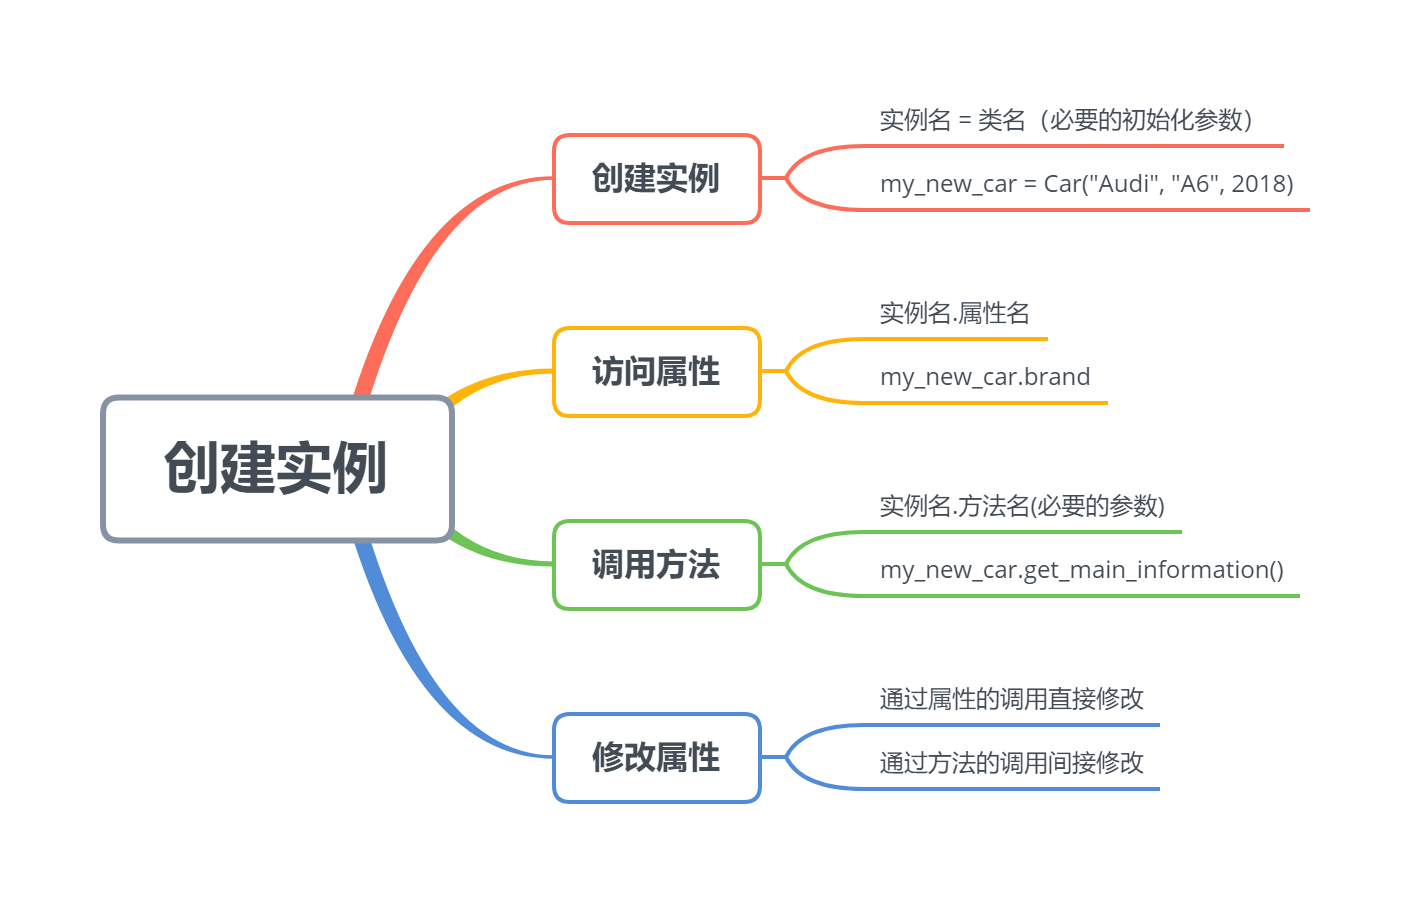 创建实例
创建实例
实例名 = 类名（必要的初始化参数）
my_new_car = Car("Audi", "A6", 2018)
访问属性
实例名.属性名
my_new_car.brand
调用方法
实例名.方法名(必要的参数)
my_new_car.get_main_information()
修改属性
通过属性的调用直接修改
通过方法的调用间接修改